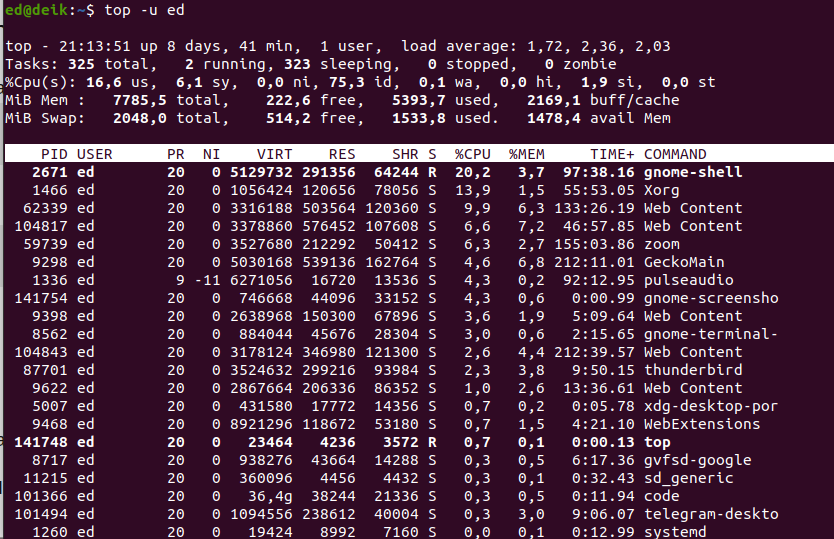 ed@deik:~$ top -u ed
top - 21:13:51 up 8 days, 41 min,  1 user,  load average: 1,72, 2,36, 2,03
Tasks: 325 total,   2 running, 323 sleeping,   0 stopped,   0 zombie
%Cpu(s): 16,6 us,  6,1 sy,  0,0 ni, 75,3 id,  0,1 wa,  0,0 hi,  1,9 si,  0,0 st
MiB Mem :   7785,5 total,    222,6 free,   5393,7 used,   2169,1 buff/cache
MiB Swap:   2048,0 total,    514,2 free,   1533,8 used.   1478,4 avail Mem
PID USER      PR  NI    VIRT    RES    SHR S  %CPU  %MEM     TIME+ COMMAND
2671 ed        20   0 5129732 291356  64244 R  20,2   3,7  97:38.16 gnome-shell
1466 ed        20   0 1056424 120656  78056 S  13,9   1,5  55:53.05 Xorg
62339 ed        20   0 3316188 503564 120360 S   9,9   6,3 133:26.19 Web Content
104817 ed        20   0 3378860 576452 107608 S   6,6   7,2  46:57.85 Web Content
59739 ed        20   0 3527680 212292  50412 S   6,3   2,7 155:03.86 zoom
9298 ed        20   0 5030168 539136 162764 S   4,6   6,8 212:11.01 GeckoMain
1336 ed         9 -11 6271056  16720  13536 S   4,3   0,2  92:12.95 pulseaudio
141754 ed        20   0  746668  44096  33152 S   4,3   0,6   0:00.99 gnome-screensho
9398 ed        20   0 2638968 150300  67896 S   3,6   1,9   5:09.64 Web Content
8562 ed        20   0  884044  45676  28304 S   3,0   0,6   2:15.65 gnome-terminal-
104843 ed        20   0 3178124 346980 121300 S   2,6   4,4 212:39.57 Web Content
87701 ed        20   0 3524632 299216  93984 S   2,3   3,8   9:50.15 thunderbird
9622 ed        20   0 2867664 206336  86352 S   1,0   2,6  13:36.61 Web Content
5007 ed        20   0  431580  17772  14356 S   0,7   0,2   0:05.78 xdg-desktop-por
9468 ed        20   0 8921296 118672  53180 S   0,7   1,5   4:21.10 WebExtensions
141748 ed        20   0   23464   4236   3572 R   0,7   0,1   0:00.13 top
8717 ed        20   0  938276  43664  14288 S   0,3   0,5   6:17.36 gvfsd-google
11215 ed        20   0  360096   4456   4432 S   0,3   0,1   0:32.43 sd_generic
101366 ed        20   0   36,4g  38244  21336 S   0,3   0,5   0:11.94 code
101494 ed        20   0 1094556 238612  40004 S   0,3   3,0   9:06.07 telegram-deskto
1260 ed        20   0   19424   8992   7160 S   0,0   0,1   0:12.99 systemd